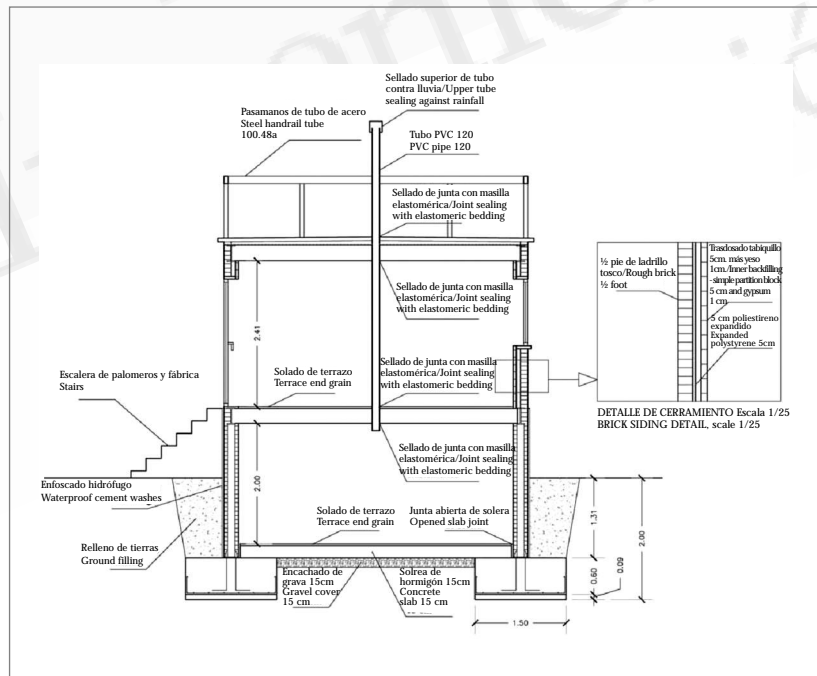 Sellado superior de tubo
contra lluvia/Upper tube
sealing against rainfall
Pasamanos de tubo de acero
Steel handrail tube
100.48a
Tubo PVC 120
PVC pipe 120
Sellado de junta con masilla
elastomérica/Joint sealing
with elastomeric bedding
½ pie de ladrillo
tosco/Rough brick
½ foot
Trasdosado tabiquillo
5cm. más yeso
1cm./Inner backfilling
- simple partition block
5 cm and gypsum
1 cm
5 cm poliestireno
expandido
Expanded
polystyrene 5cm
DETALLE DE CERRAMIENTO Escala 1/25
BRICK SIDING DETAIL, scale 1/25
Sellado de junta con masilla
elastomérica/Joint sealing
with elastomeric bedding
2.41
Solado de terrazo
Terrace end grain
Sellado de junta con masilla
elastomérica/Joint sealing
with elastomeric bedding
Escalera de palomeros y fábrica
Stairs
Sellado de junta con masilla
elastomérica/Joint sealing
with elastomeric bedding
2.00
Enfoscado hidrófugo
Waterproof cement washes
Solado de terrazo
Terrace end grain
Junta abierta de solera
Opened slab joint
Relleno de tierras
Ground filling
Encachado de
grava 15cm
Gravel cover
15 cm
Solrea de
hormigón 15cm
Concrete
slab 15 cm
1.31
2.00
0.60
0.09
1.50